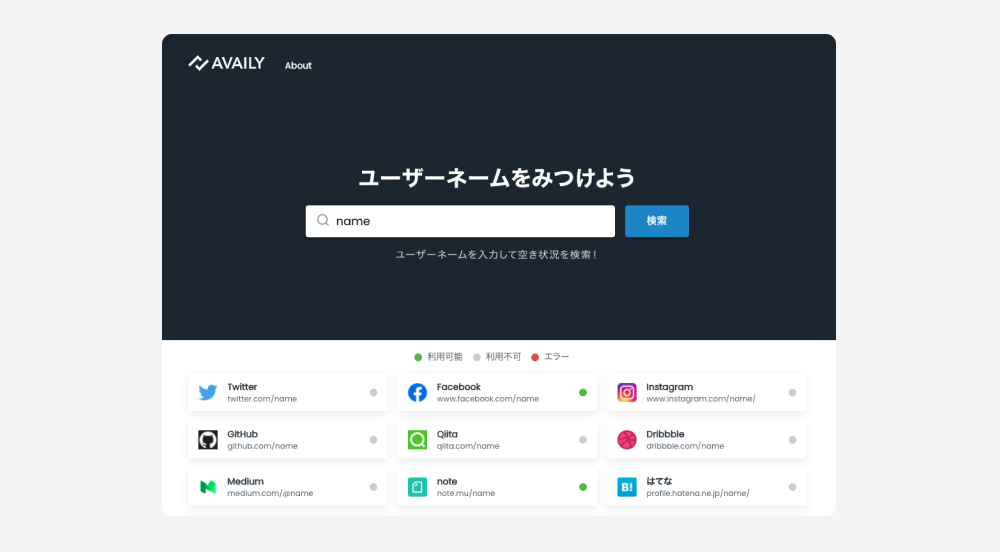 AVAILY About
ユーザーネームをみつけよう
name 検索
ユーザーネームを入力して空き状況を検索!
利用可能 利用不可 エラー
Twitter
twitter.com/name
Facebook
www.facebook.com/name
Instagram
www.instagram.com/name/
GitHub
github.com/name
Qiita
qiita.com/name
Dribbble
dribbble.com/name
Medium
medium.com/@name
note
note.mu/name
B!
はてな
profile.hatena.ne.jp/name/